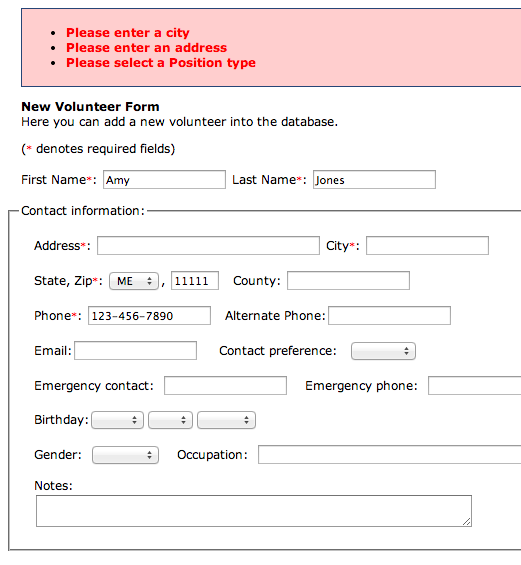 Please enter a city
Please enter an address
Please select a Position type
New Volunteer Form
Here you can add a new volunteer into the database.
(* denotes required fields)
First Name*: Amy Last Name*: Jones
Contact information:
Address*: City*:
State, Zip*: ME , 11111 County:
Phone*: 123-456-7890 Alternate Phone:
Email: Contact preference:
Emergency contact: Emergency phone:
Birthday:
Gender: Occupation:
Notes: